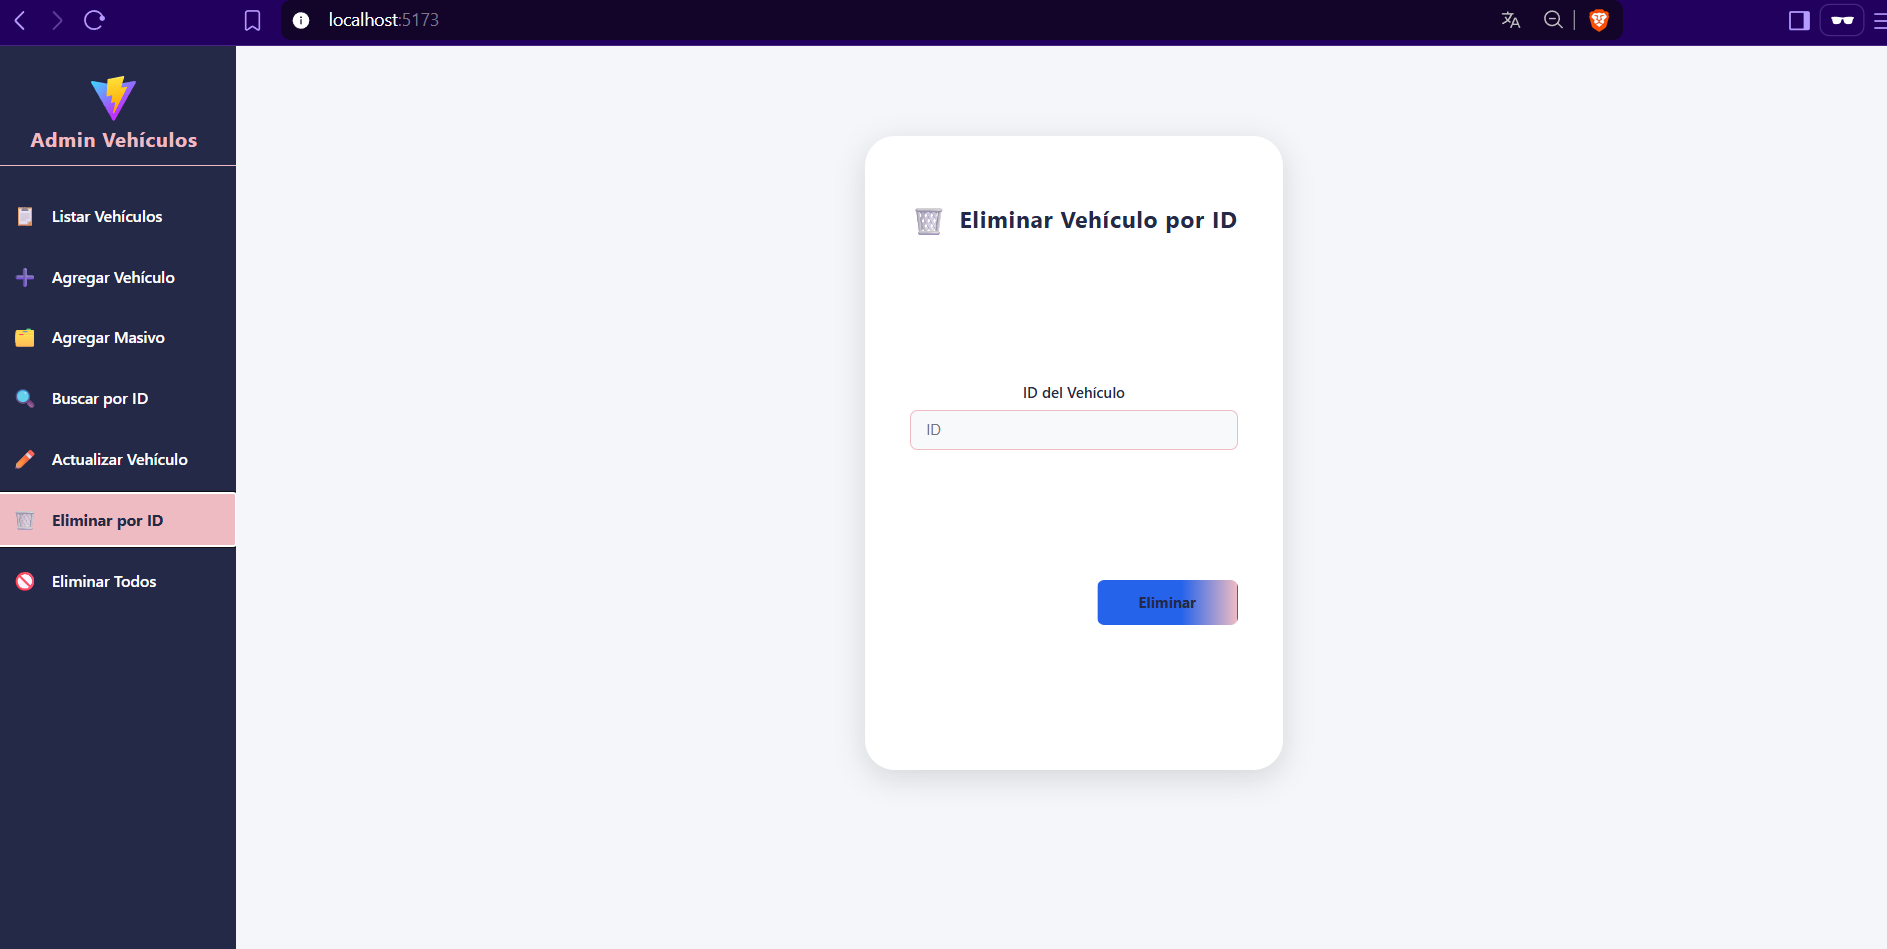 localhost:5173
Admin Vehículos
Listar Vehículos
Agregar Vehículo
Agregar Masivo
Buscar por ID
Actualizar Vehículo
Eliminar por ID
Eliminar Todos
Eliminar Vehículo por ID
ID del Vehículo
ID
Eliminar